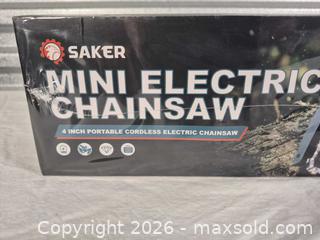 SAKER
MINI ELECTRIC
CHAINSAW
4 INCH PORTABLE CORDLESS ELECTRIC CHAINSAW
Copyright 2026 - maxsold.com